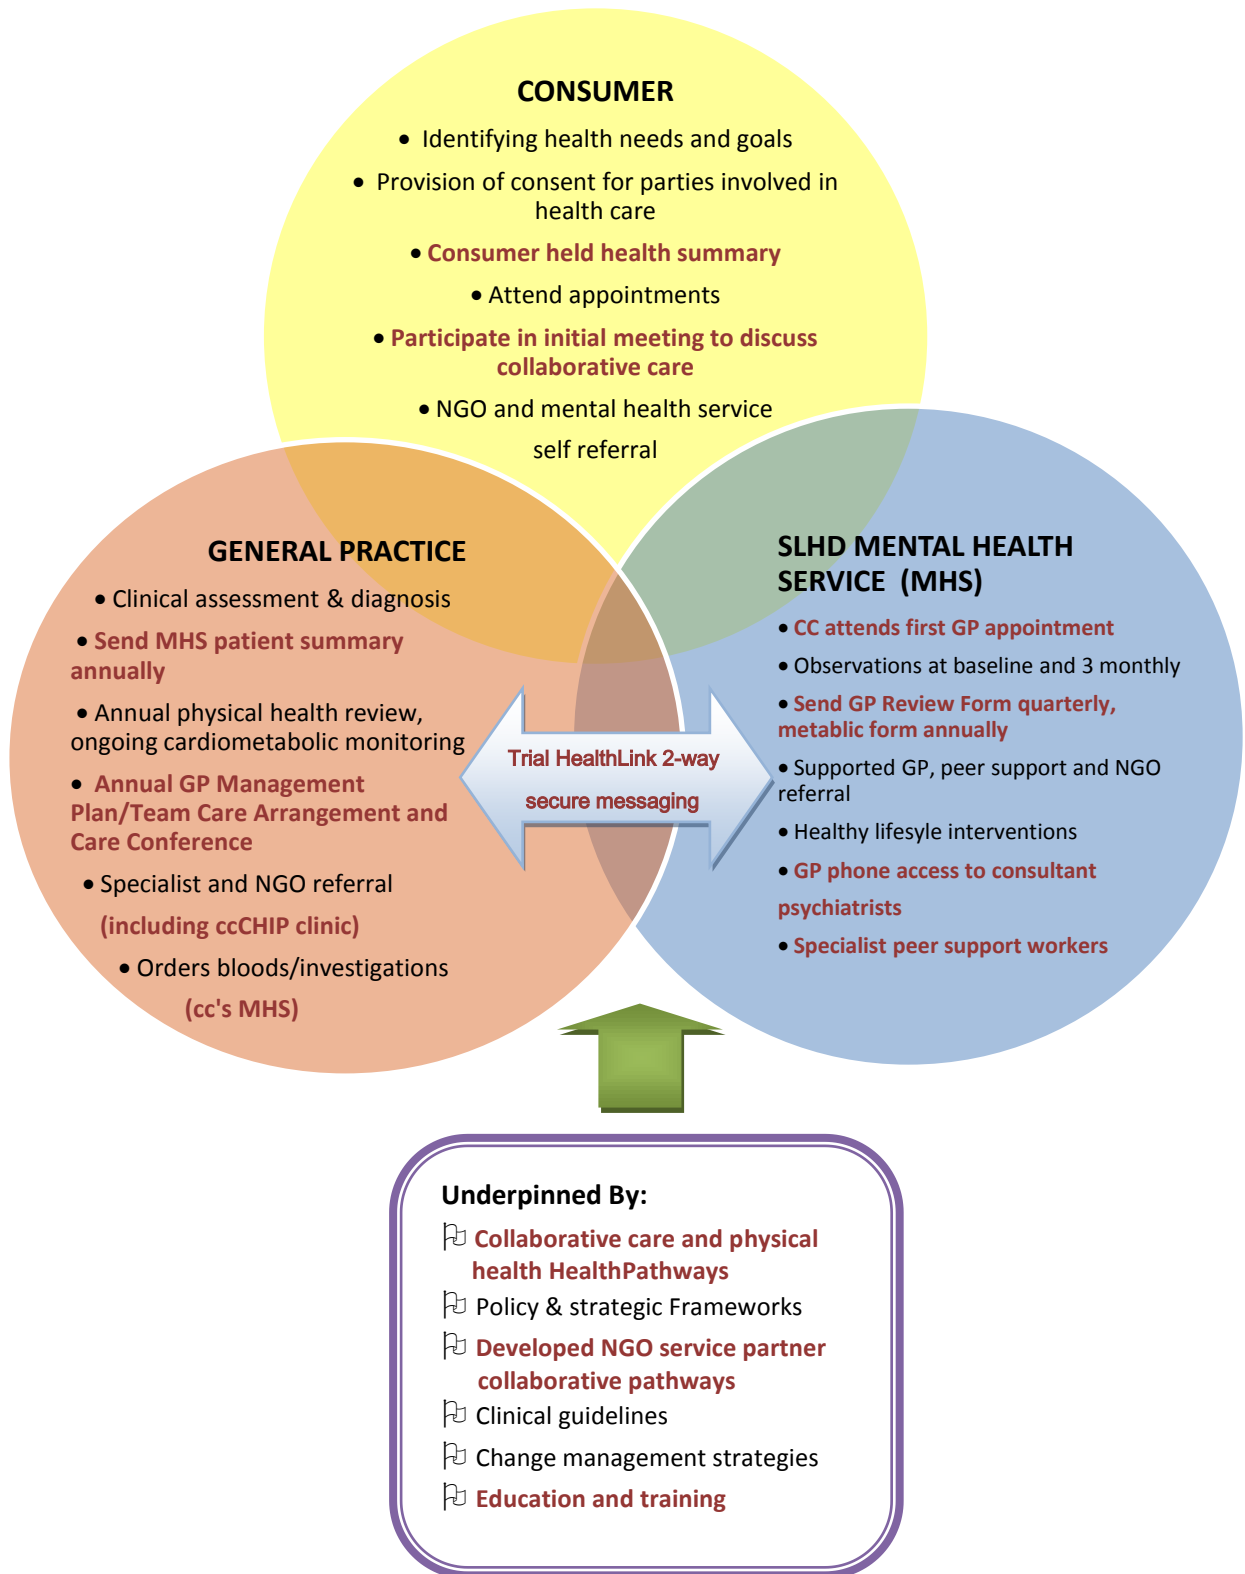 CONSUMER
• Identifying health needs and goals
• Provision of consent for parties involved in
health care
• Consumer held health summary
• Attend appointments
• Participate in initial meeting to discuss
collaborative care
• NGO and mental health service
self referral
GENERAL PRACTICE
• Clinical assessment & diagnosis
• Send MHS patient summary
annually
• Annual physical health review,
ongoing cardiometabolic monitoring
• Annual GP Management
Plan/Team Care Arrangement and
Care Conference
• Specialist and NGO referral
(including ccCHIP clinic)
• Orders bloods/investigations
(cc's MHS)
Trial HealthLink 2-way
secure messaging
SLHD MENTAL HEALTH
SERVICE (MHS)
• CC attends first GP appointment
• Observations at baseline and 3 monthly
• Send GP Review Form quarterly,
metablic form annually
• Supported GP, peer support and NGO
referral
• Healthy lifesyle interventions
• GP phone access to consultant
psychiatrists
• Specialist peer support workers
Underpinned By:
Collaborative care and physical
health HealthPathways
Policy & strategic Frameworks
Developed NGO service partner
collaborative pathways
Clinical guidelines
Change management strategies
Education and training